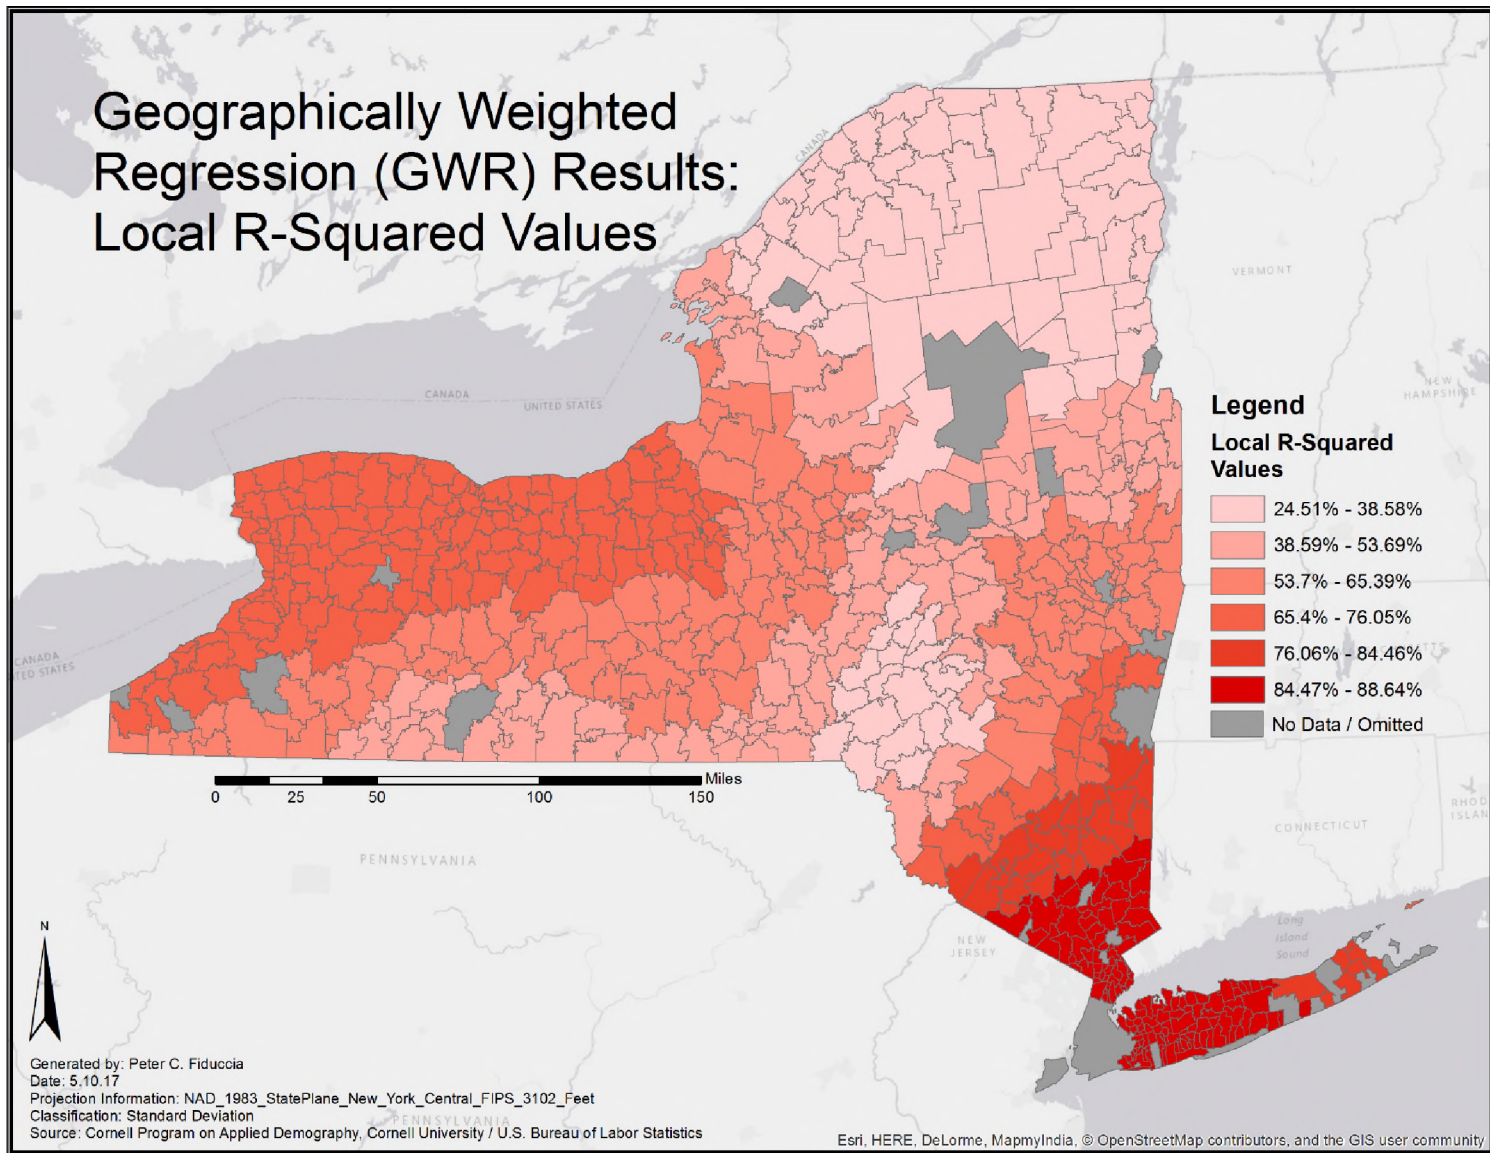 Geographically Weighted
Regression (GWR) Results:
Local R-Squared Values
CANADA
VERMONT
NEW
HAMPSHIRE
CANADA
UNITED STATES
Legend
Local R-Squared
Values
24.51% - 38.58%
38.59% - 53.69%
53.7% - 65.39%
65.4% - 76.05%
76.06% - 84.46%
84.47% - 88.64%
No Data / Omitted
CANADA
Miles
0 25 50 100 150
CONNECTICUT
PENNSYLVANIA
NEW
JERSEY
Long
Island
Sound
N
Generated by: Peter C. Fiduccia
Date: 5.10.17
Projection Information: NAD_1983_StatePlane_New_York_Central_FIPS_3102_Feet
Classification: Standard Deviation
PENNSYLVANIA
Source: Cornell Program on Applied Demography, Cornell University / U.S. Bureau of Labor Statistics
Esri, HERE, DeLorme, MapmyIndia, © OpenStreetMap contributors, and the GIS user community